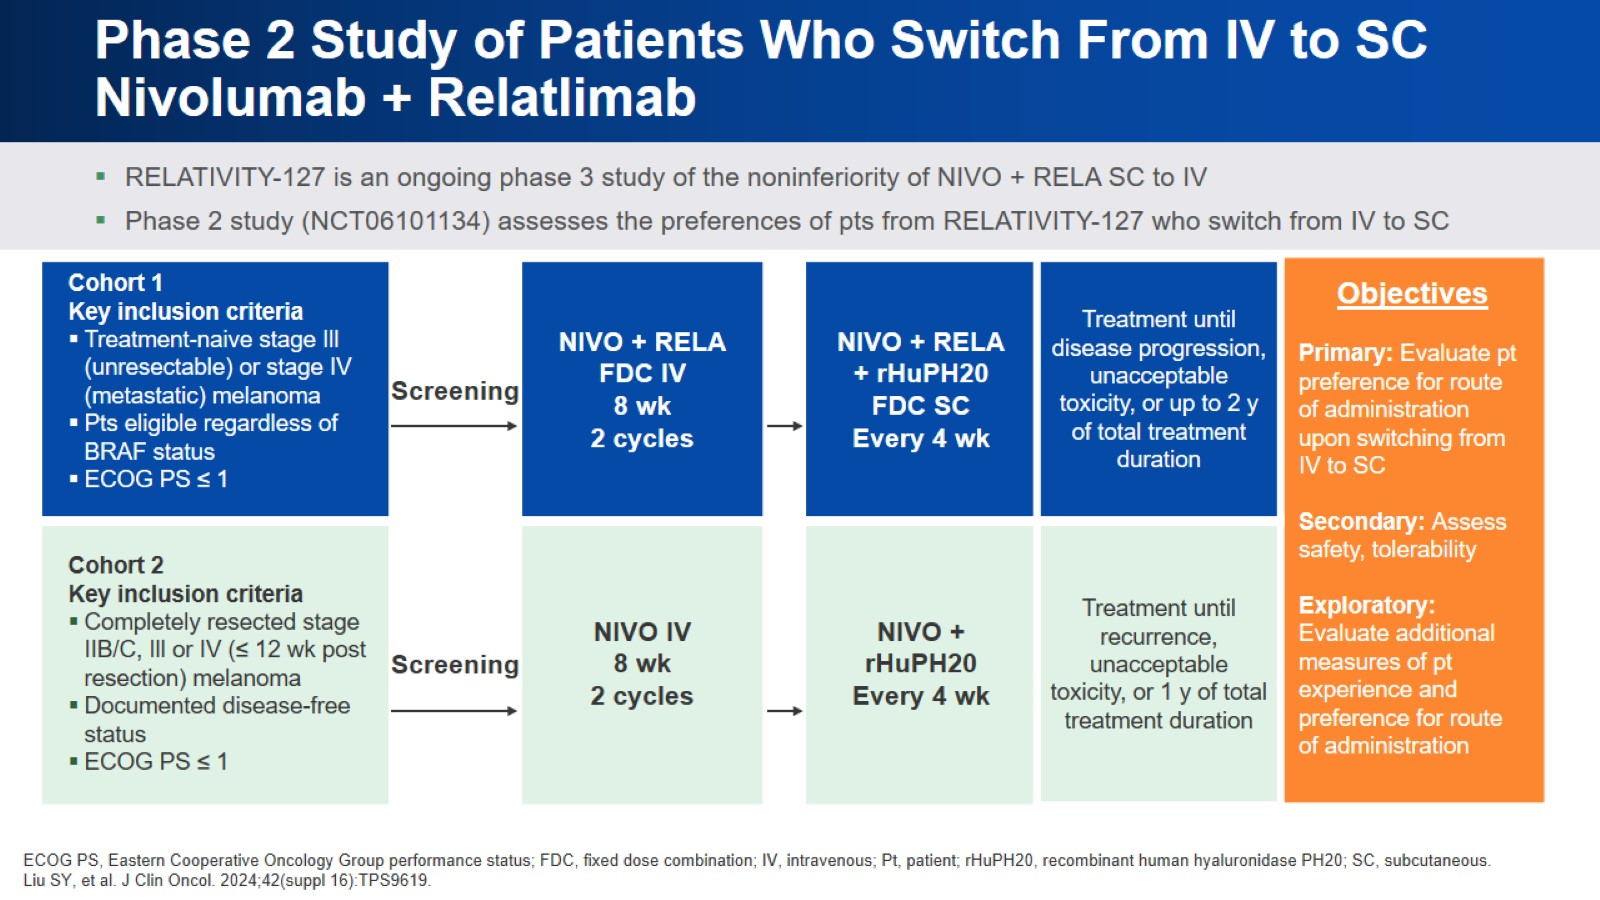 Phase 2 Study of Patients Who Switch From IV to SC
Nivolumab + Relatlimab
▪ RELATIVITY-127 is an ongoing phase 3 study of the noninferiority of NIVO + RELA SC to IV
▪ Phase 2 study (NCT06101134) assesses the preferences of pts from RELATIVITY-127 who switch from IV to SC
Cohort 1
Key inclusion criteria
▪ Treatment-naive stage III
(unresectable) or stage IV
(metastatic) melanoma
▪ Pts eligible regardless of
BRAF status
▪ ECOG PS ≤ 1
Screening
NIVO + RELA
FDC IV
8 wk
2 cycles
NIVO + RELA
+ rHuPH20
FDC SC
Every 4 wk
Treatment until
disease progression,
unacceptable
toxicity, or up to 2 y
of total treatment
duration
Cohort 2
Key inclusion criteria
▪ Completely resected stage
IIB/C, III or IV (≤ 12 wk post
resection) melanoma
▪ Documented disease-free
status
▪ ECOG PS ≤ 1
Screening
NIVO IV
8 wk
2 cycles
NIVO +
rHuPH20
Every 4 wk
Treatment until
recurrence,
unacceptable
toxicity, or 1 y of total
treatment duration
Objectives
Primary: Evaluate pt
preference for route
of administration
upon switching from
IV to SC
Secondary: Assess
safety, tolerability
Exploratory:
Evaluate additional
measures of pt
experience and
preference for route
of administration
ECOG PS, Eastern Cooperative Oncology Group performance status; FDC, fixed dose combination; IV, intravenous; Pt, patient; rHuPH20, recombinant human hyaluronidase PH20; SC, subcutaneous.
Liu SY, et al. J Clin Oncol. 2024;42(suppl 16):TPS9619.